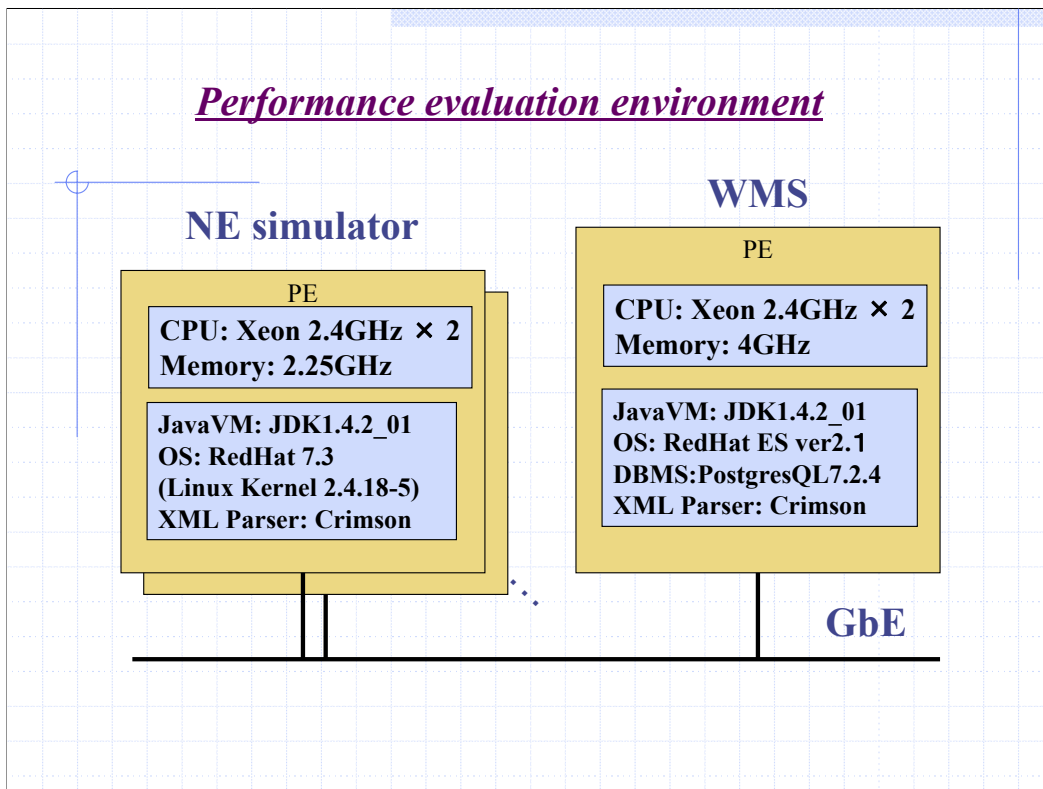 Performance evaluation environment
NE simulator
PE
CPU: Xeon 2.4GHz × 2
Memory: 2.25GHz
JavaVM: JDK1.4.2_01
OS: RedHat 7.3
(Linux Kernel 2.4.18-5)
XML Parser: Crimson
WMS
PE
CPU: Xeon 2.4GHz × 2
Memory: 4GHz
JavaVM: JDK1.4.2_01
OS: RedHat ES ver2.1
DBMS:PostgresQL7.2.4
XML Parser: Crimson
GbE